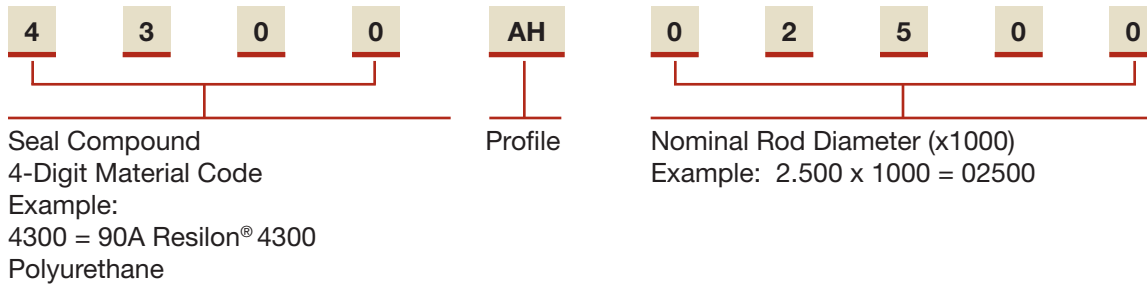 4 3 0 0 AH 0 2 5 0 0
Seal Compound
4-Digit Material Code
Example:
4300 = 90A Resilon® 4300
Polyurethane
Profile
Nominal Rod Diameter (x1000)
Example: 2.500 x 1000 = 02500